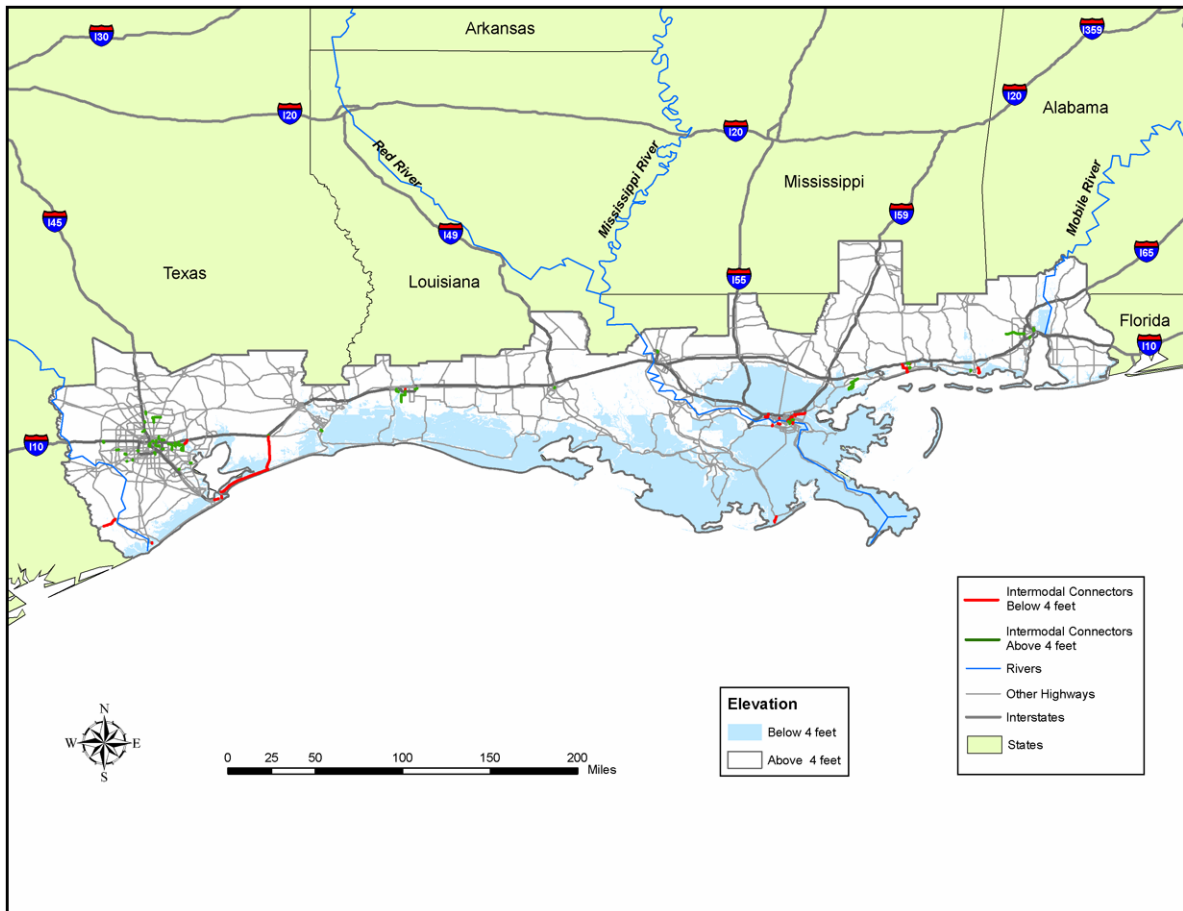 Arkansas
I30
I359
I20
I20
I20
Alabama
Red River
Mississippi River
Mississippi
Mobile River
I45
I49
I59
I65
Texas
Louisiana
I55
Florida
I10
I10
Intermodal Connectors
Below 4 feet
Intermodal Connectors
Above 4 feet
Rivers
Other Highways
Interstates
States
Elevation
Below 4 feet
Above 4 feet
N
W E
S
0 25 50 100 150 200
Miles